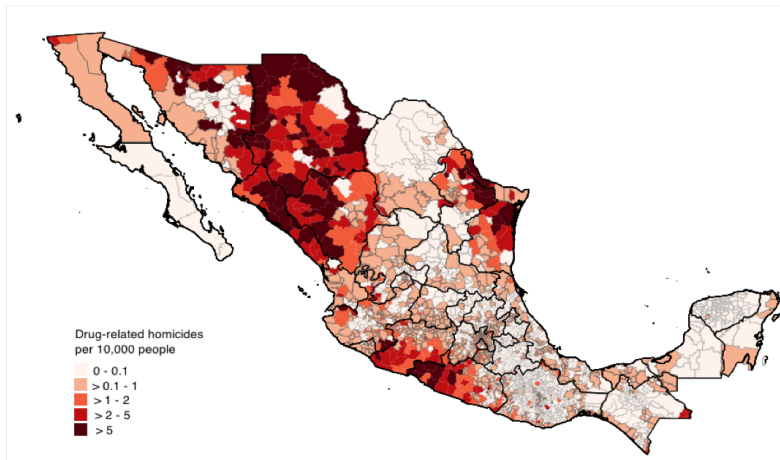 Drug-related homicides
per 10,000 people
0 - 0.1
> 0.1 - 1
> 1 - 2
> 2 - 5
> 5